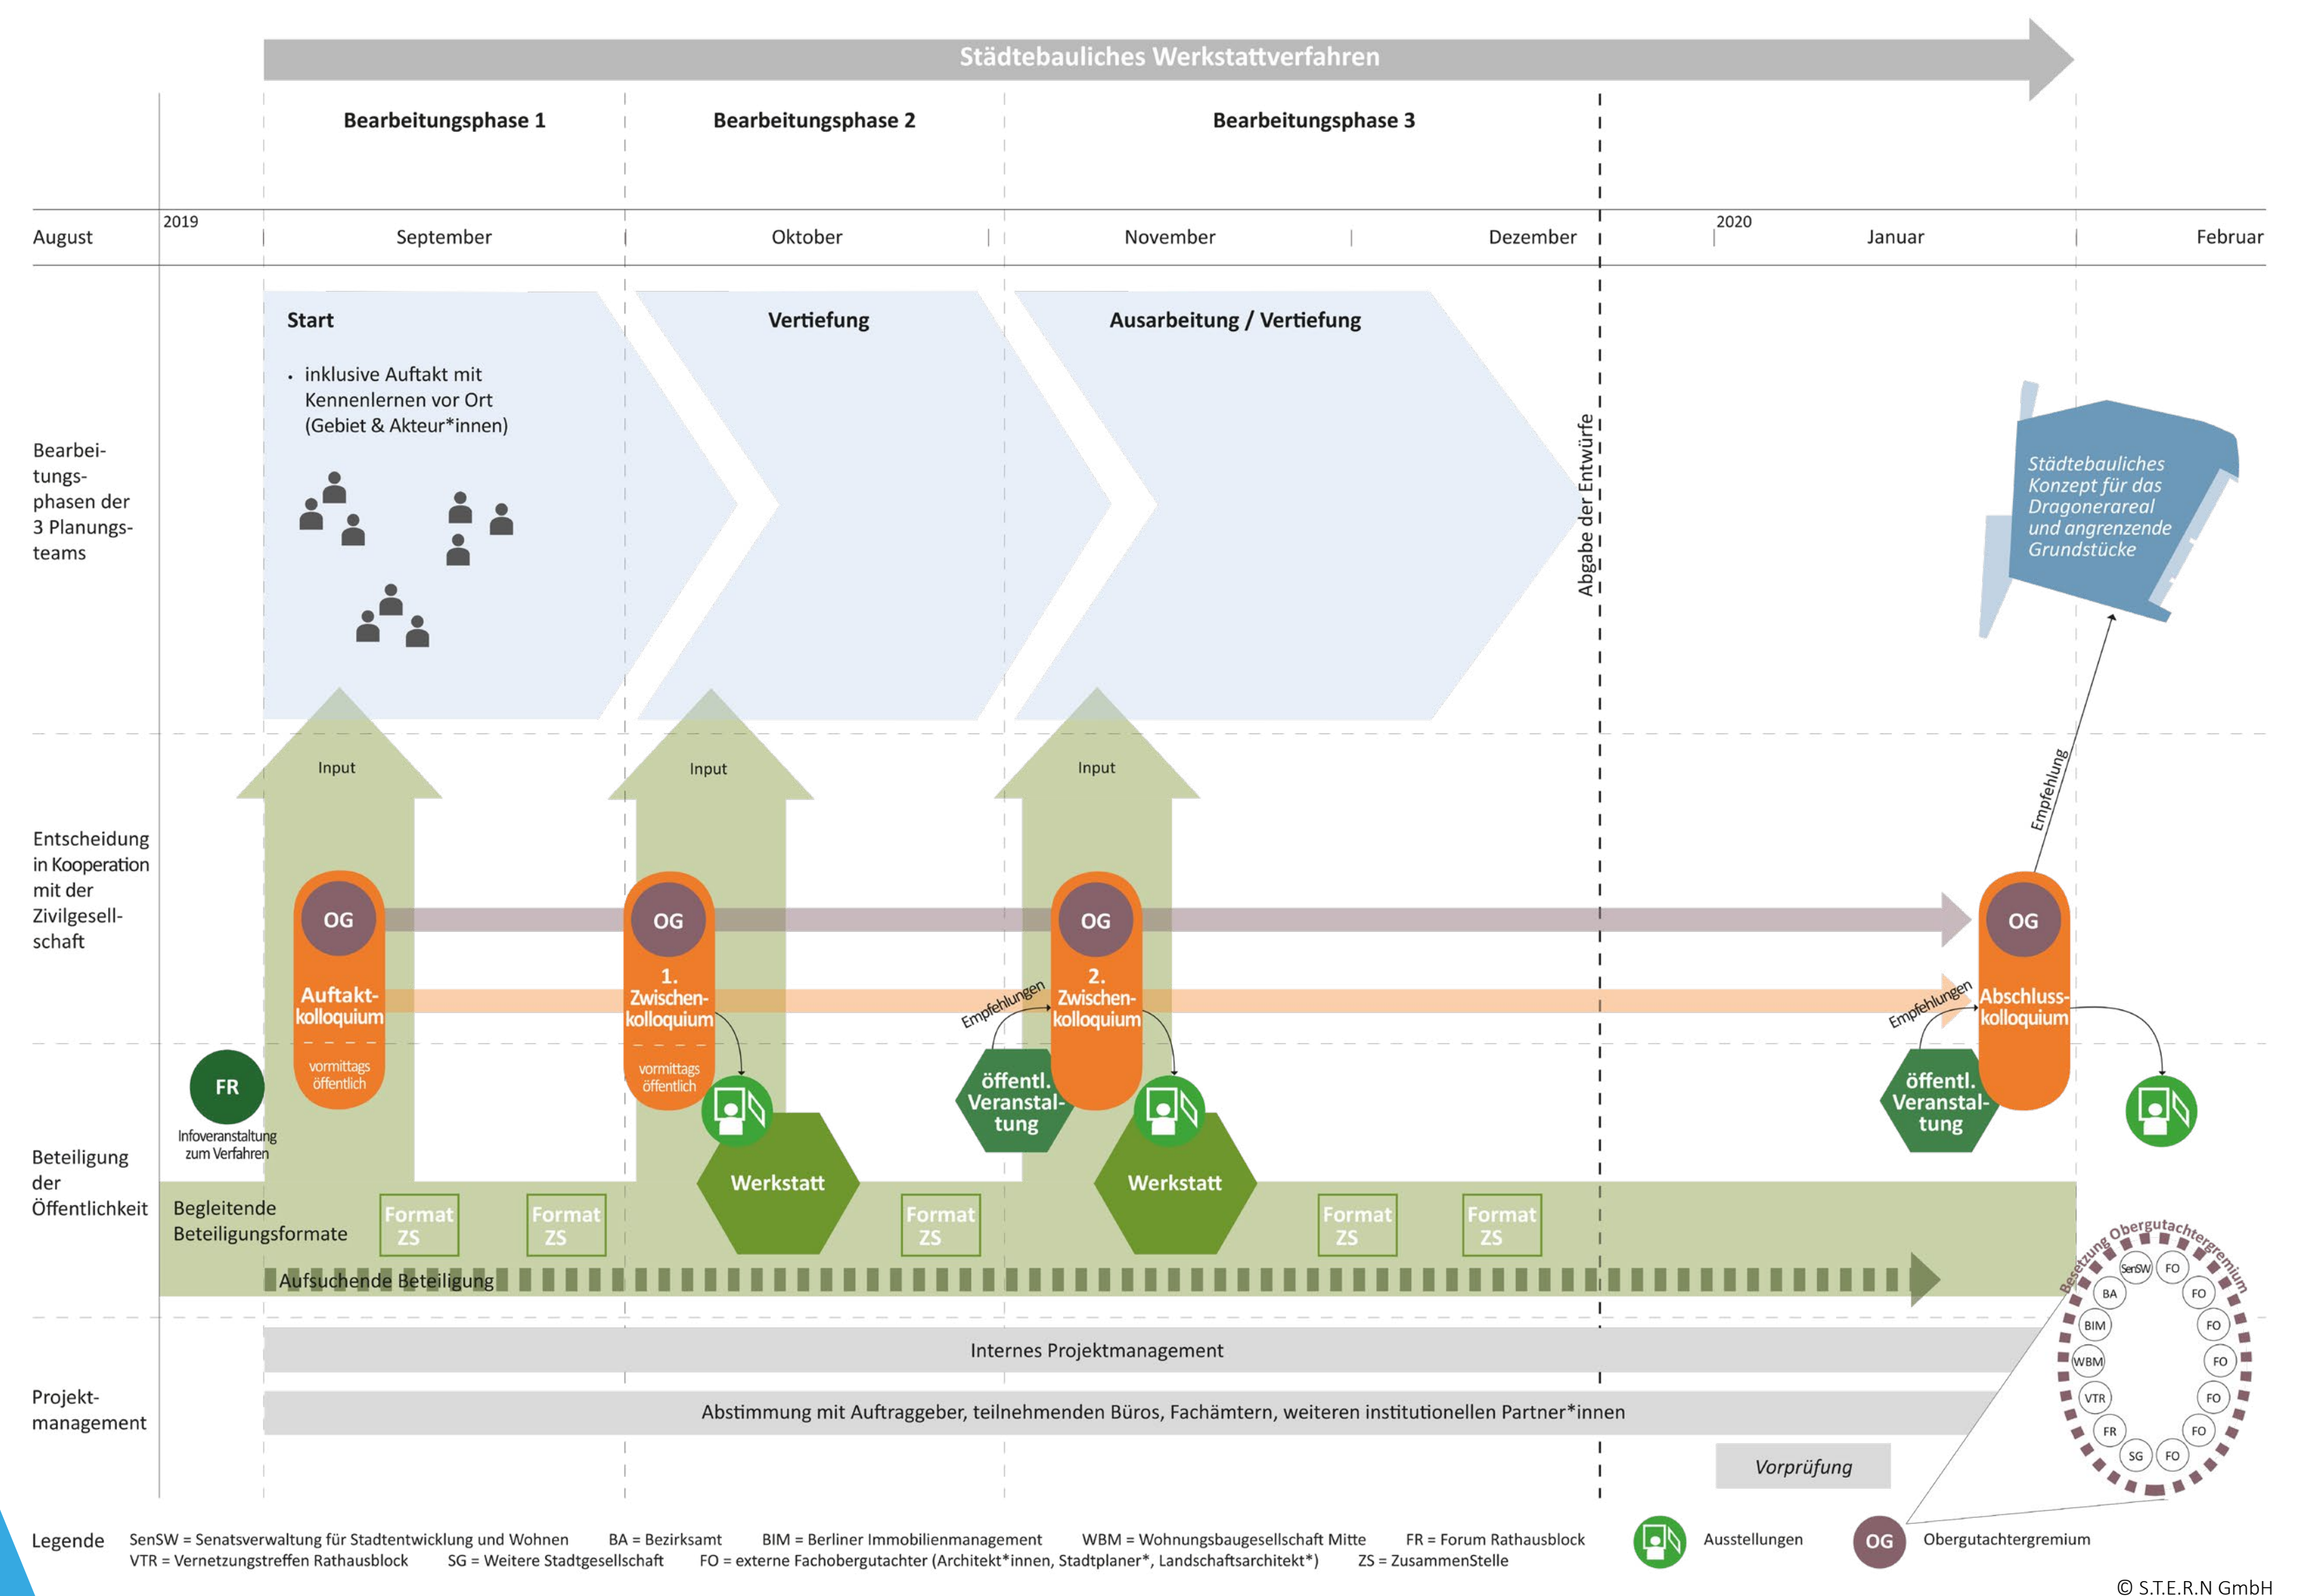 Städtebauliches Werkstattverfahren
Bearbeitungsphase 1
Bearbeitungsphase 2
Bearbeitungsphase 3
2019
2020
August
September
Oktober
November
Dezember
Januar
Februar
Bearbei-
tungs-
phasen der
3 Planungs-
teams
Start
• inklusive Auftakt mit
Kennenlernen vor Ort
(Gebiet & Akteur*innen)
Vertiefung
Ausarbeitung / Vertiefung
Abgabe der Entwürfe
Städtebauliches
Konzept für das
Dragonerareal
und angrenzende
Grundstücke
Input
Input
Input
Empfehlung
Entscheidung
in Kooperation
mit der
Zivilgesell-
schaft
OG
Auftakt-
kolloquium
vormittags
öffentlich
OG
1.
Zwischen-
kolloquium
vormittags
öffentlich
Empfehlungen
OG
2.
Zwischen-
kolloquium
Empfehlungen
OG
Abschluss-
kolloquium
Beteiligung
der
Öffentlichkeit
FR
Infoveranstaltung
zum Verfahren
öffentl.
Veranstal-
tung
öffentl.
Veranstal-
tung
Werkstatt
Werkstatt
Begleitende
Beteiligungsformate
Format
ZS
Format
ZS
Format
ZS
Format
ZS
Format
ZS
Aufsuchende Beteiligung
Besetzung Obergutachtergremium
SenSW
FO
BA
FO
BIM
FO
WBM
FO
VTR
FO
FR
FO
SG
FO
Projekt-
management
Internes Projektmanagement
Abstimmung mit Auftraggeber, teilnehmenden Büros, Fachämtern, weiteren institutionellen Partner*innen
Vorprüfung
Legende
SenSW = Senatsverwaltung für Stadtentwicklung und Wohnen BA = Bezirksamt BIM = Berliner Immobilienmanagement WBM = Wohnungsbaugesellschaft Mitte FR = Forum Rathausblock
VTR = Vernetzungstreffen Rathausblock SG = Weitere Stadtgesellschaft FO = externe Fachobergutachter (Architekt*innen, Stadtplaner*, Landschaftsarchitekt*) ZS = ZusammenStelle
Ausstellungen
OG
Obergutachtergremium
© S.T.E.R.N GmbH